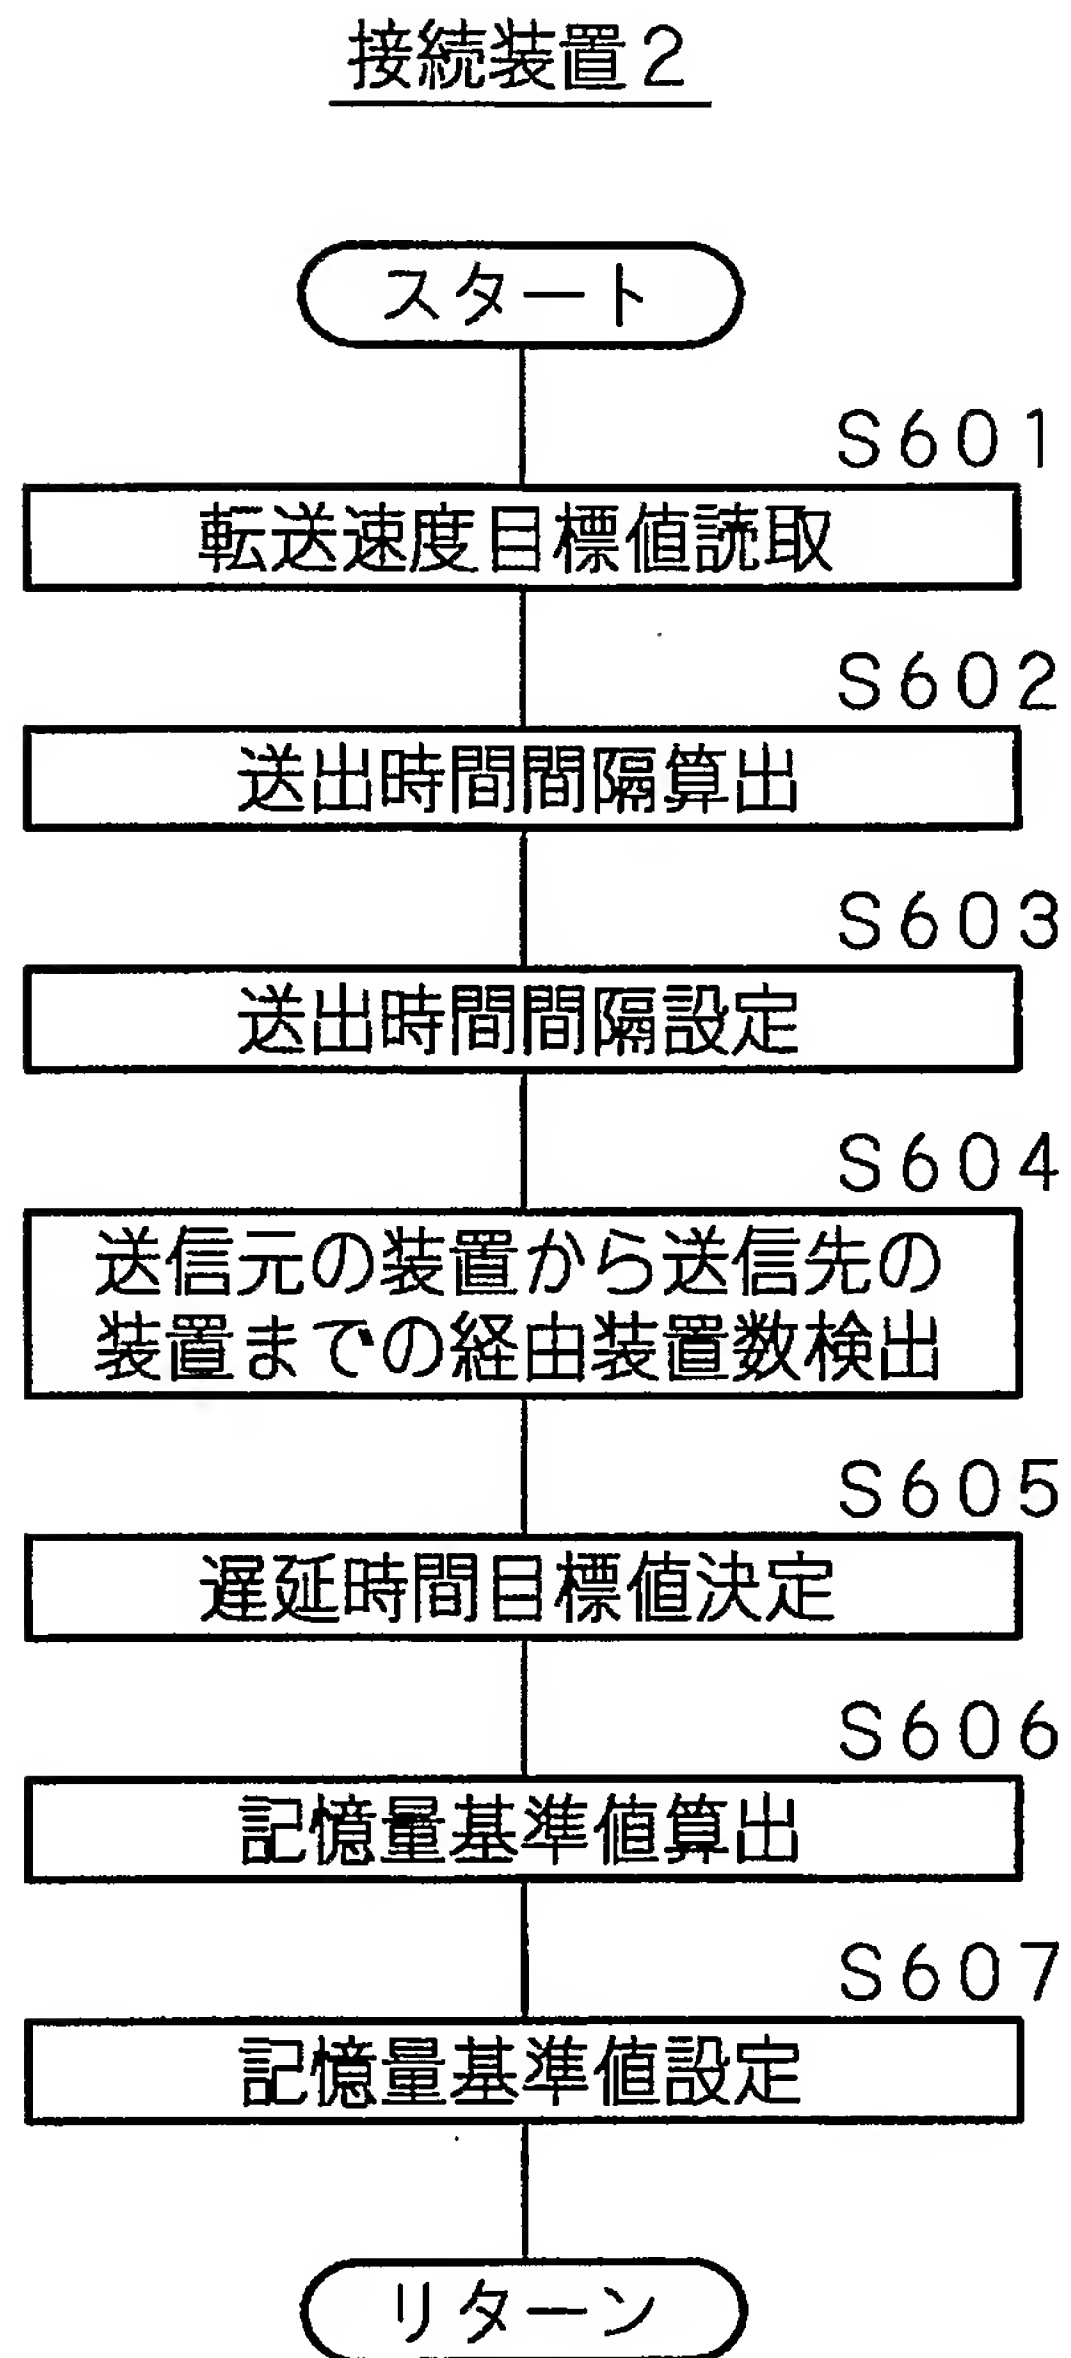 接続装置2
スタート
S601
転送速度目標値読取
S602
送出時間間隔算出
S603
送出時間間隔設定
S604
送信元の装置から送信先の
装置までの経由装置数検出
S605
遅延時間目標値決定
S606
記憶量基準値算出
S607
記憶量基準値設定
リターン